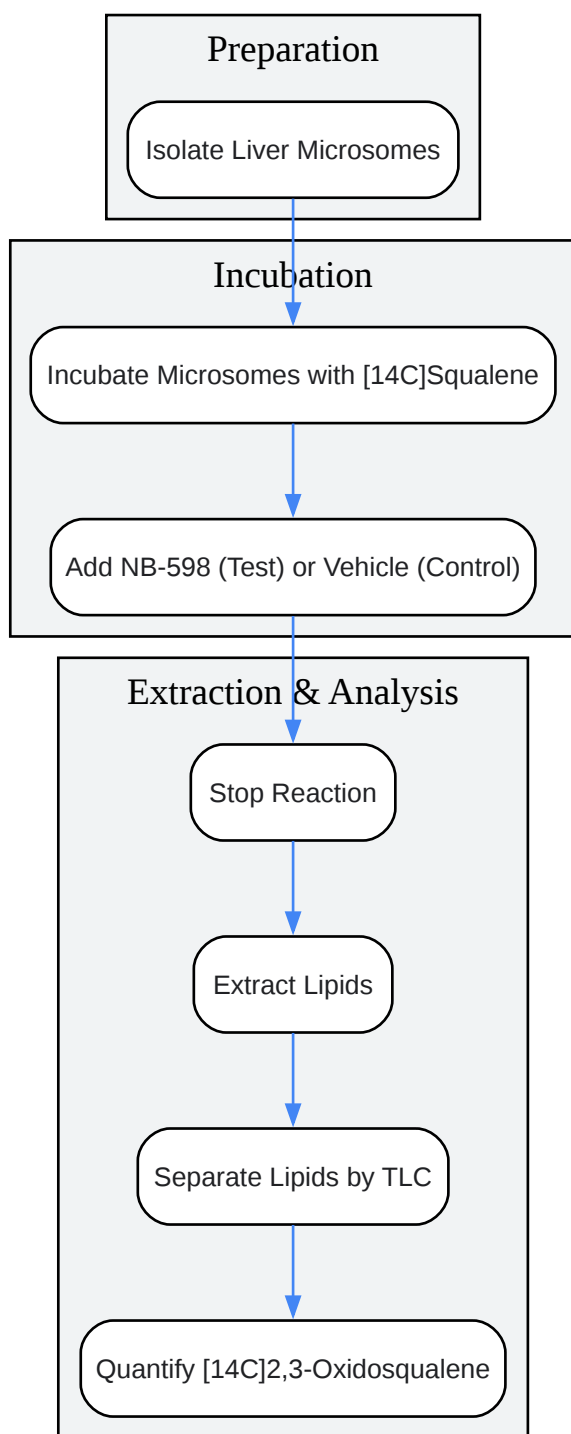 Preparation
Isolate Liver Microsomes
Incubation
Incubate Microsomes with [14C]Squalene
Add NB-598 (Test) or Vehicle (Control)
Extraction & Analysis
Stop Reaction
Extract Lipids
Separate Lipids by TLC
Quantify [14C]2,3-Oxidosqualene